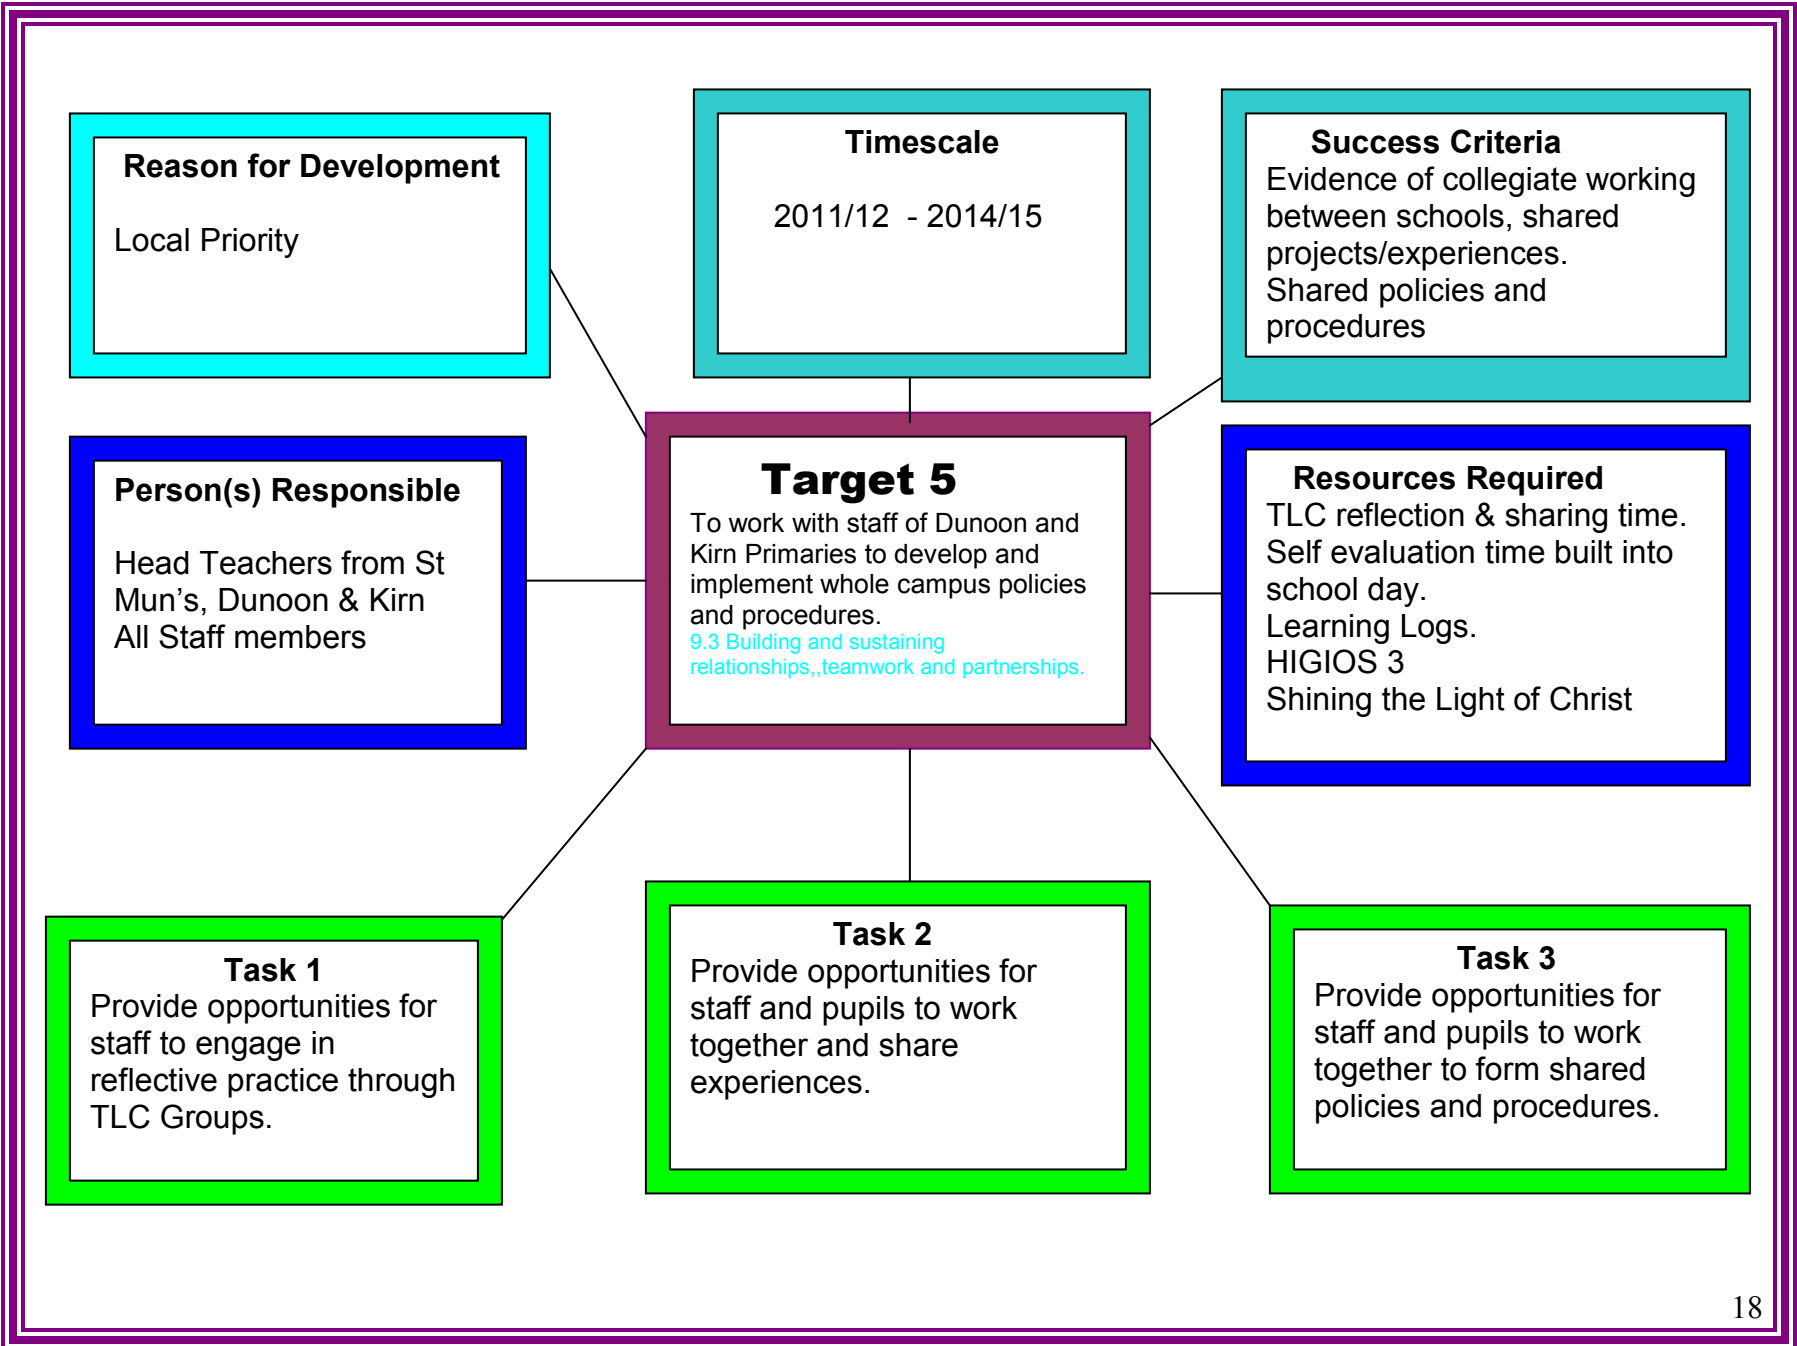 Reason for Development
Local Priority
Timescale
2011/12  - 2014/15
Success Criteria
Evidence of collegiate working
between schools, shared
projects/experiences.
Shared policies and
procedures
Person(s) Responsible
Head Teachers from St
Mun’s, Dunoon & Kirn
All Staff members
Target 5
To work with staff of Dunoon and
Kirn Primaries to develop and
implement whole campus policies
and procedures.
9.3 Building and sustaining
relationships,,teamwork and partnerships.
Resources Required
TLC reflection & sharing time.
Self evaluation time built into
school day.
Learning Logs.
HIGIOS 3
Shining the Light of Christ
Task 1
Provide opportunities for
staff to engage in
reflective practice through
TLC Groups.
Task 2
Provide opportunities for
staff and pupils to work
together and share
experiences.
Task 3
Provide opportunities for
staff and pupils to work
together to form shared
policies and procedures.
18